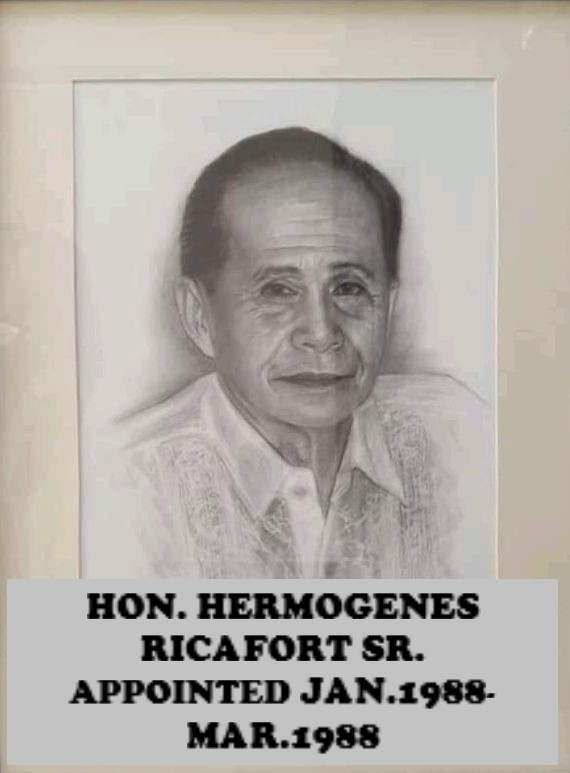 HON. HERMOGENES
RICAFORT SR.
APPOINTED JAN.1988-
MAR.1988